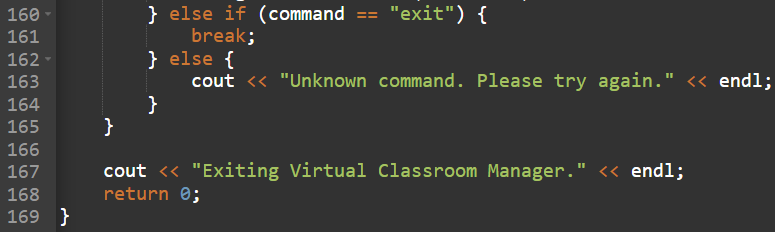 160 } else if (command == "exit") {
161 break;
162 } else {
163 cout << "Unknown command. Please try again." << endl;
164 }
165 }
166
167 cout << "Exiting Virtual Classroom Manager." << endl;
168 return 0;
169 }